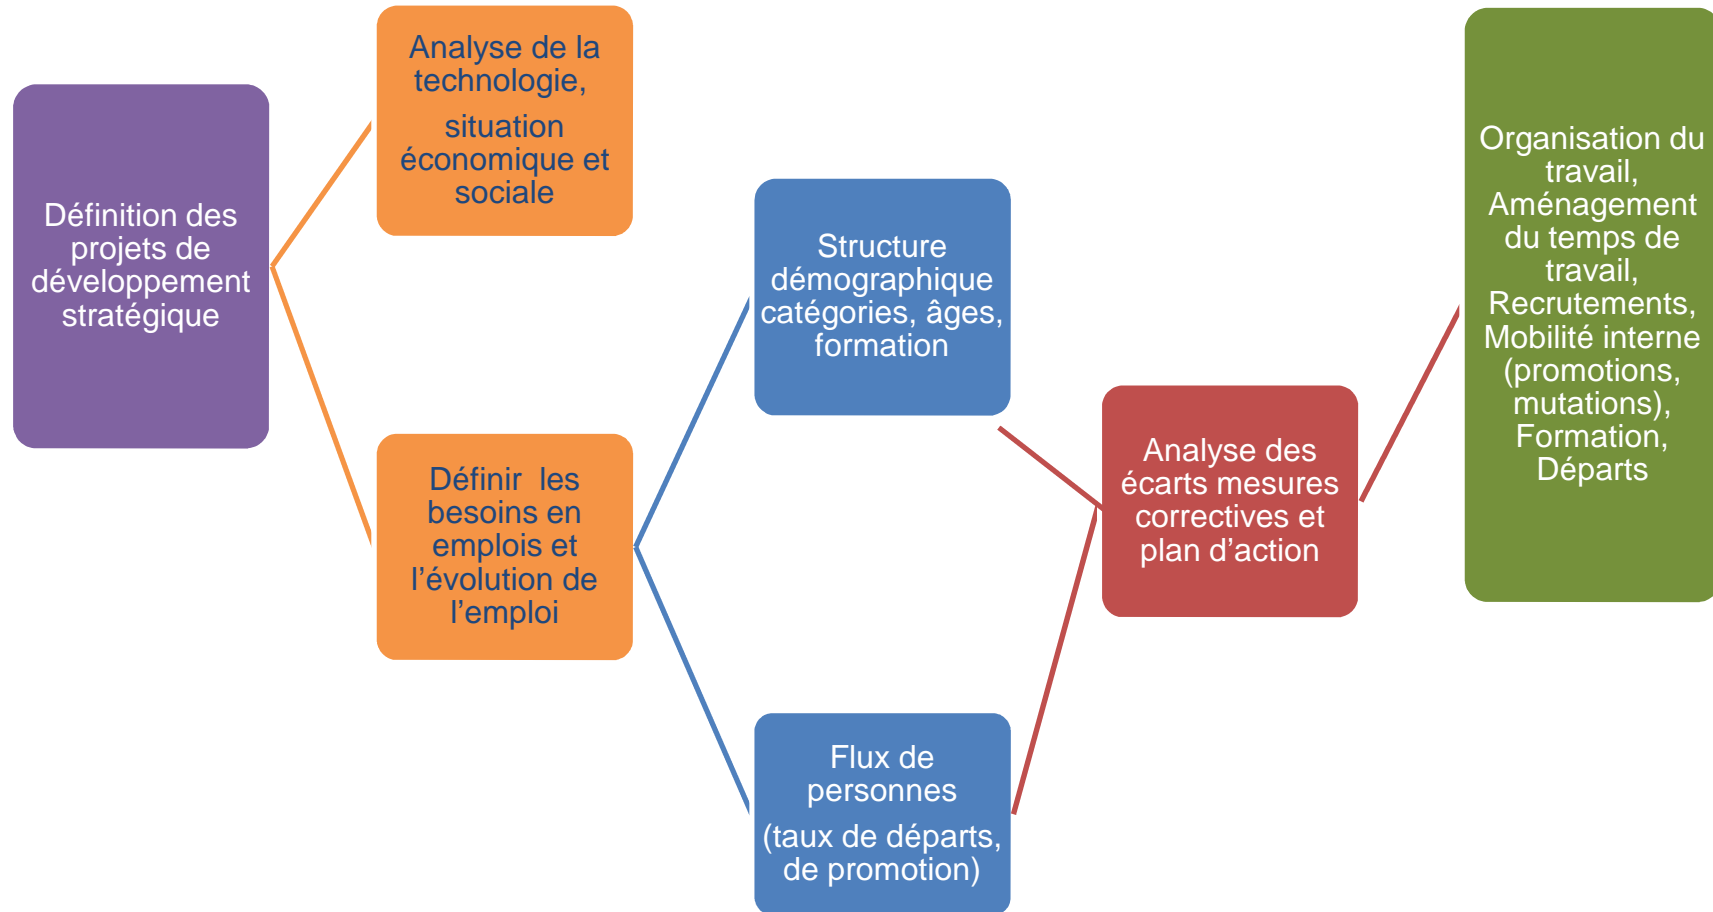 Définition des
projets de
développement
stratégique
Analyse de la
technologie,
situation
économique et
sociale
Définir  les
besoins en
emplois et
l’évolution de
l’emploi
Structure
démographique
catégories, âges,
formation
Flux de
personnes
(taux de départs,
de promotion)
Analyse des
écarts mesures
correctives et
plan d’action
Organisation du
travail,
Aménagement
du temps de
travail,
Recrutements,
Mobilité interne
(promotions,
mutations),
Formation,
Départs